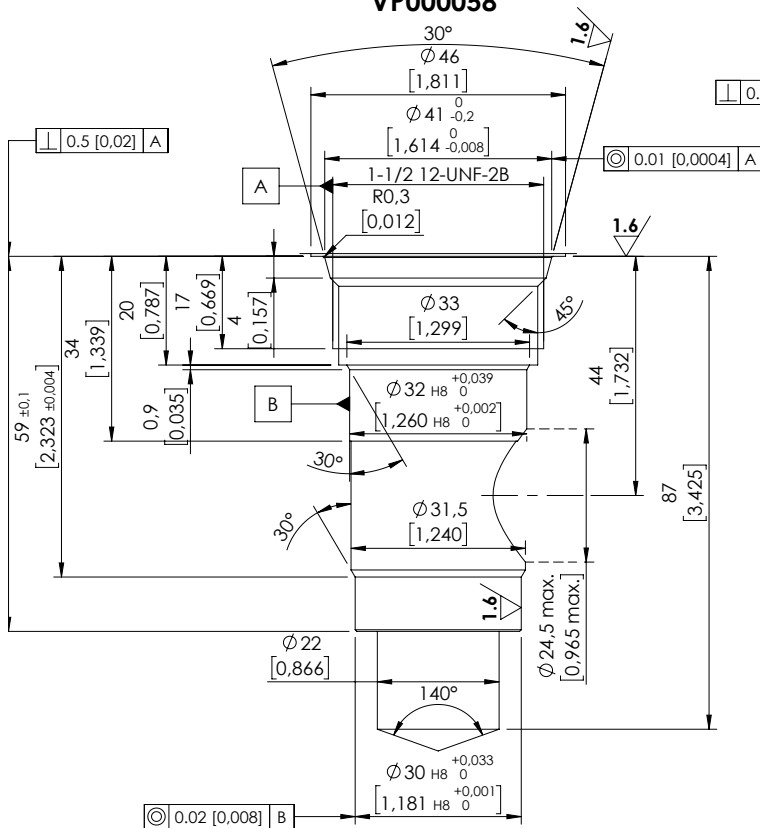 VP000058
30°
1.6
∅46
[1,811]
⊥ 0.
∅41 0 -0,2
[1,614 0 -0,008]
⊥ 0.5 [0,02] A
◎ 0.01 [0,0004] A
1-1/2 12-UNF-2B
A
R0,3
[0,012]
1.6
59 ±0,1
[2,323 ±0,004]
34
[1,339]
20
[0,787]
17
[0,669]
4
[0,157]
∅33
[1,299]
45°
44
[1,732]
0,9
[0,035]
B
∅32 H8 +0,039 0
[1,260 H8 +0,002 0]
30°
30°
∅31,5
[1,240]
87
[3,425]
1.6
∅24,5 max.
[0,965 max.]
∅22
[0,866]
140°
∅30 H8 +0,033 0
[1,181 H8 +0,001 0]
◎ 0.02 [0,008] B